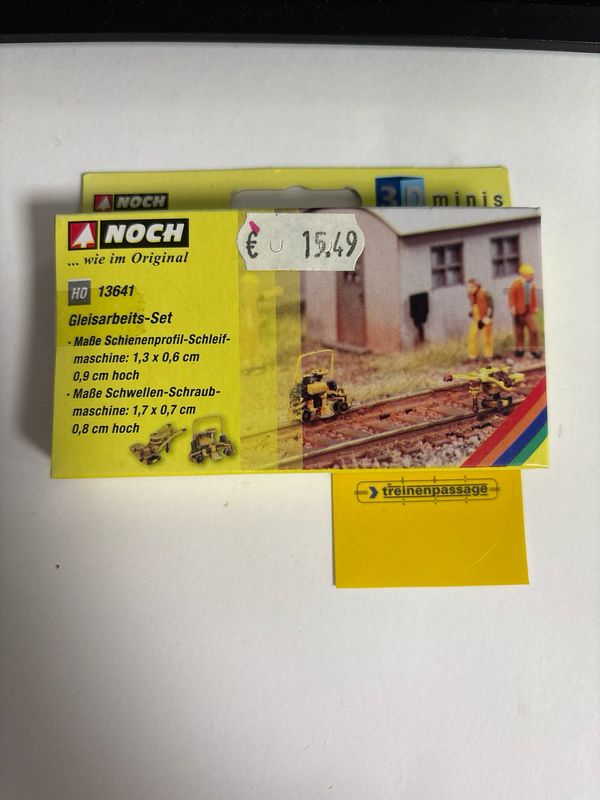 NOCH
3D minis
NOCH
... wie im Original
€ 15.49
H0 13641
Gleisarbeits-Set
• Maße Schienenprofil-Schleif-
maschine: 1,3 x 0,6 cm
0,9 cm hoch
• Maße Schwellen-Schraub-
maschine: 1,7 x 0,7 cm
0,8 cm hoch
de
treinenpassage